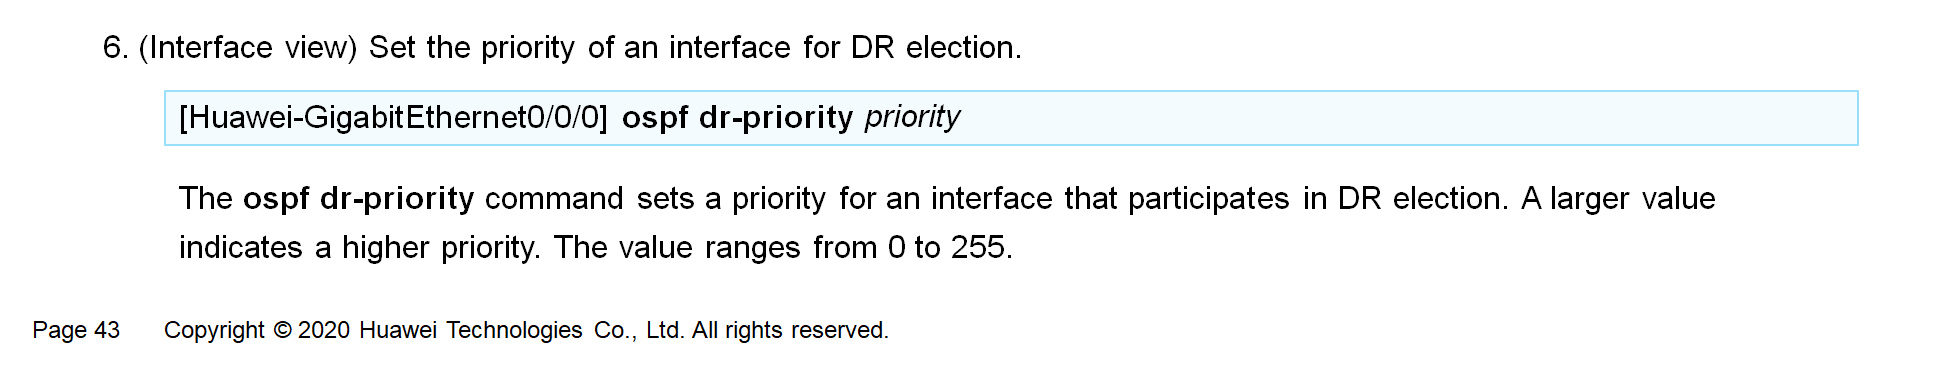 6. (Interface view) Set the priority of an interface for DR election.
[Huawei-GigabitEthernet0/0/0] ospf dr-priority priority
The ospf dr-priority command sets a priority for an interface that participates in DR election. A larger value
indicates a higher priority. The value ranges from 0 to 255.
Page 43 Copyright © 2020 Huawei Technologies Co., Ltd. All rights reserved.